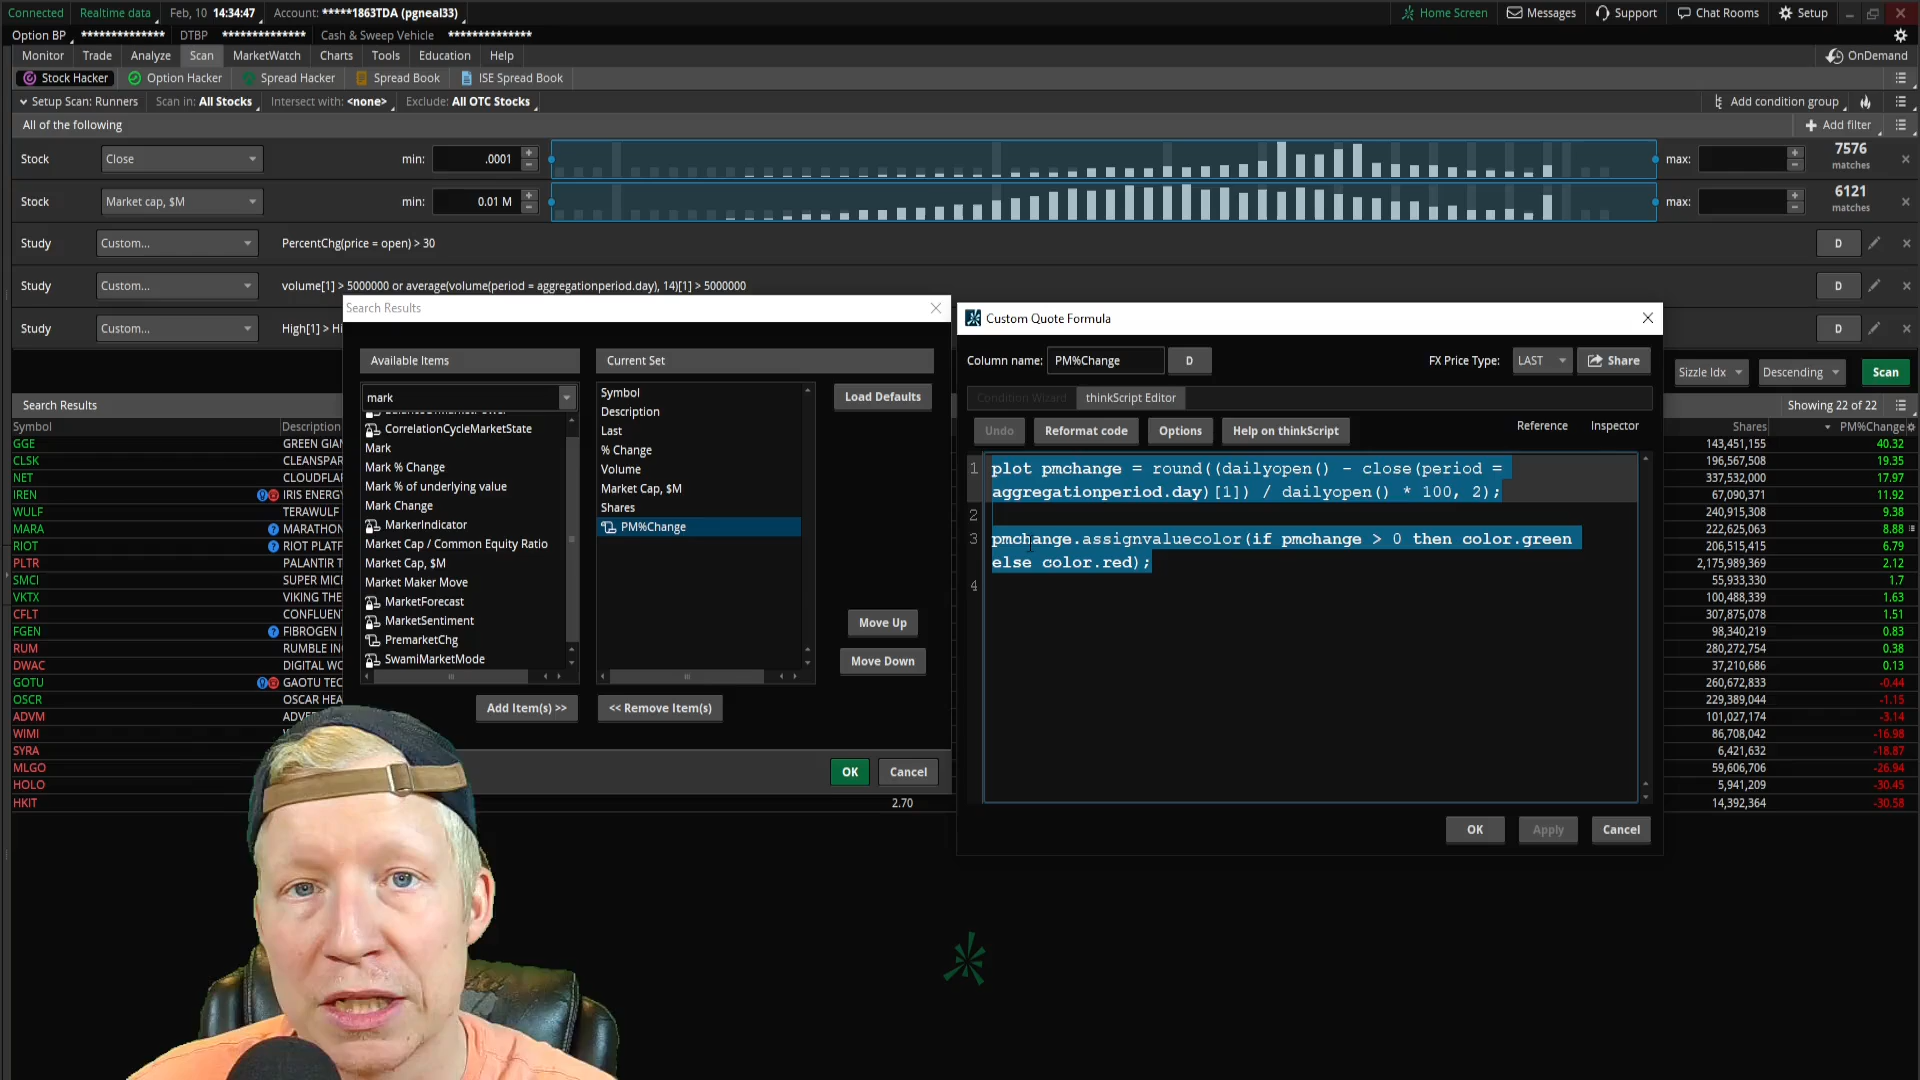 Connected Realtime data Feb, 10 14:34:47 Account: *****1863TDA (pgneal33) Home Screen Messages Support Chat Rooms Setup
Option BP ************** DTBP ************** Cash & Sweep Vehicle **************
Monitor Trade Analyze Scan MarketWatch Charts Tools Education Help OnDemand
Stock Hacker Option Hacker Spread Hacker Spread Book ISE Spread Book
Setup Scan: Runners Scan in: All Stocks Intersect with: <none> Exclude: All OTC Stocks Add condition group
All of the following Add filter
Stock Close min: .0001 max: 7576 matches
Stock Market cap, $M min: 0.01 M max: 6121 matches
Study Custom... PercentChg(price = open) > 30 D
Study Custom... volume[1] > 5000000 or average(volume(period = aggregationperiod.day), 14)[1] > 5000000 D
Study Custom... High[1] > Hi D
Search Results
Available Items
mark
CorrelationCycleMarketState
Mark
Mark % Change
Mark % of underlying value
Mark Change
MarkerIndicator
Market Cap / Common Equity Ratio
Market Cap, $M
Market Maker Move
MarketForecast
MarketSentiment
PremarketChg
SwamiMarketMode
Add Item(s) >>
Current Set
Symbol
Description
Last
% Change
Volume
Market Cap, $M
Shares
PM%Change
<< Remove Item(s)
Load Defaults
Move Up
Move Down
OK Cancel
Custom Quote Formula
Column name: PM%Change D FX Price Type: LAST Share
Condition Wizard thinkScript Editor
Undo Reformat code Options Help on thinkScript Reference Inspector
1 plot pmchange = round((dailyopen() - close(period =
aggregationperiod.day)[1]) / dailyopen() * 100, 2);
2
3 pmchange.assignvaluecolor(if pmchange > 0 then color.green
else color.red);
4
OK Apply Cancel
Sizzle Idx Descending Scan
Search Results Showing 22 of 22
Symbol Description Shares PM%Change
GGE GREEN GIAN 143,451,155 40.32
CLSK CLEANSPAR 196,567,508 19.35
NET CLOUDFLAR 337,532,000 17.97
IREN IRIS ENERGY 67,090,371 11.92
WULF TERAWULF 240,915,308 9.38
MARA MARATHON 222,625,063 8.88
RIOT RIOT PLATF 206,515,415 6.79
PLTR PALANTIR T 2,175,989,369 2.12
SMCI SUPER MIC 55,933,330 1.7
VKTX VIKING THE 100,488,339 1.63
CFLT CONFLUEN 307,875,078 1.51
FGEN FIBROGEN 98,340,219 0.83
RUM RUMBLE IN 280,272,754 0.38
DWAC DIGITAL WO 37,210,686 0.13
GOTU GAOTU TEC 260,672,833 -0.44
OSCR OSCAR HEA 229,389,044 -1.15
ADVM ADVE 101,027,174 -3.14
WIMI 86,708,042 -16.98
SYRA 6,421,632 -18.87
MLGO 59,606,706 -26.94
HOLO 5,941,209 -30.45
HKIT 2.70 14,392,364 -30.58